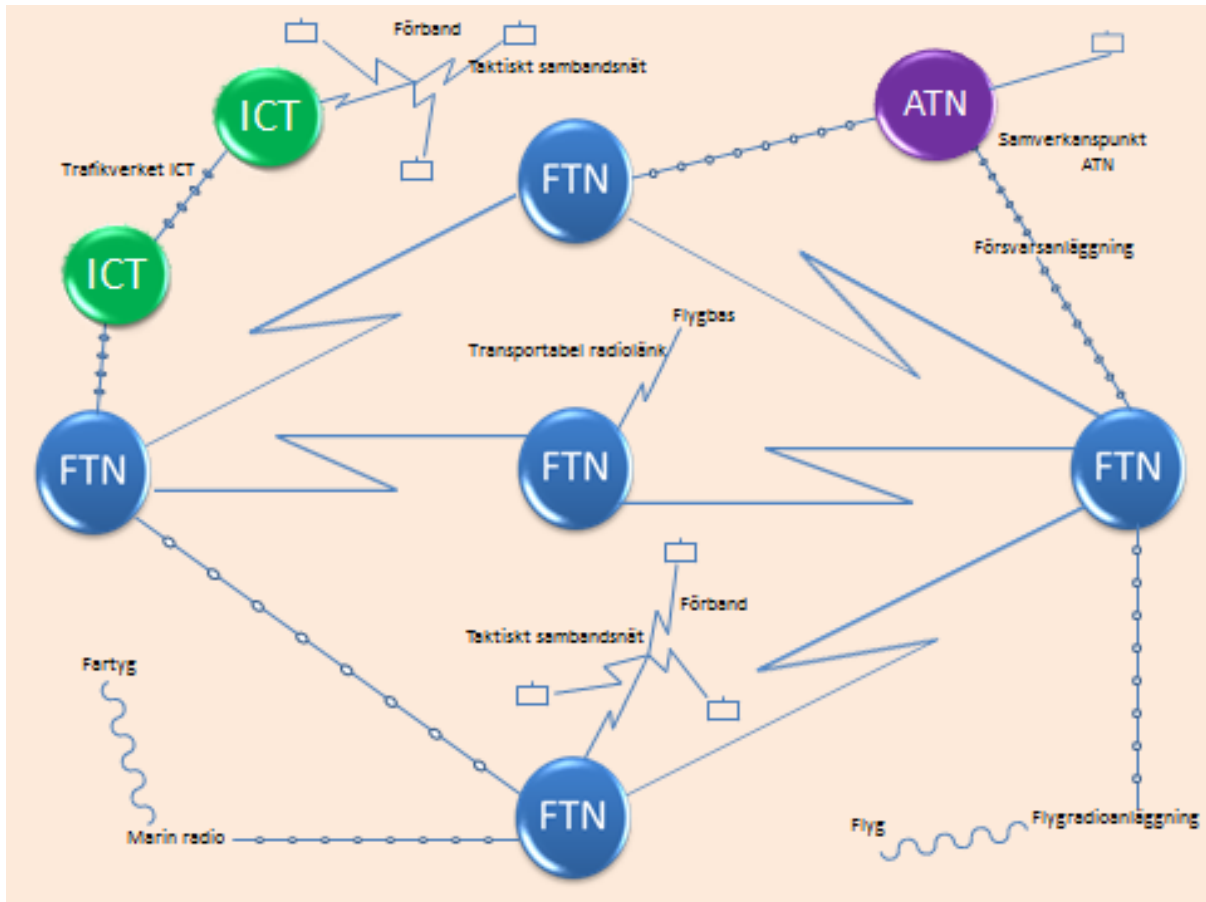 Förband
Taktiskt sambandsnät
ICT
ATN
Trafikverket ICT
Samverkanspunkt
ATN
FTN
ICT
Försvarsanläggning
Flygbas
Transportabel radiolänk
FTN
FTN
FTN
Förband
Taktiskt sambandsnät
Fartyg
FTN
Marin radio
Flyg
Flygradioanläggning